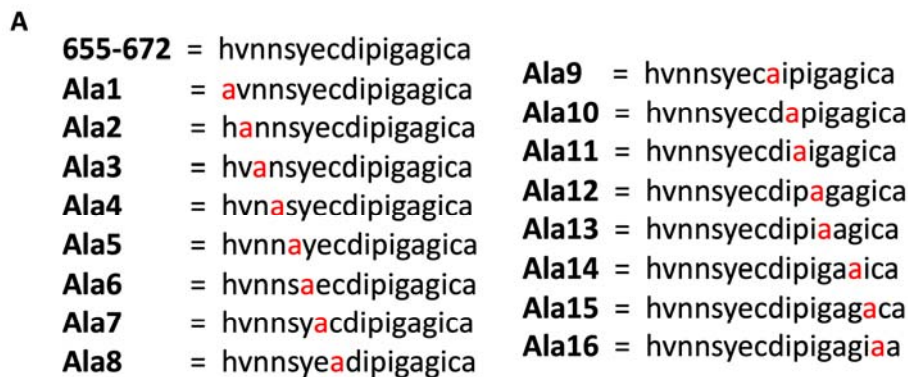 A
655-672 = hvnnsyecdipigagica
Ala1 = avnnsyecdipigagica
Ala2 = hannsyecdipigagica
Ala3 = hvansyecdipigagica
Ala4 = hvnasyecdipigagica
Ala5 = hvnnayecdipigagica
Ala6 = hvnnsaecdipigagica
Ala7 = hvnnsyacdipigagica
Ala8 = hvnnsyeadipigagica
Ala9 = hvnnsyecaipigagica
Ala10 = hvnnsyecdapigagica
Ala11 = hvnnsyecdiaigagica
Ala12 = hvnnsyecdipagagica
Ala13 = hvnnsyecdipiaagica
Ala14 = hvnnsyecdipigaaica
Ala15 = hvnnsyecdipigagaca
Ala16 = hvnnsyecdipigagiaa